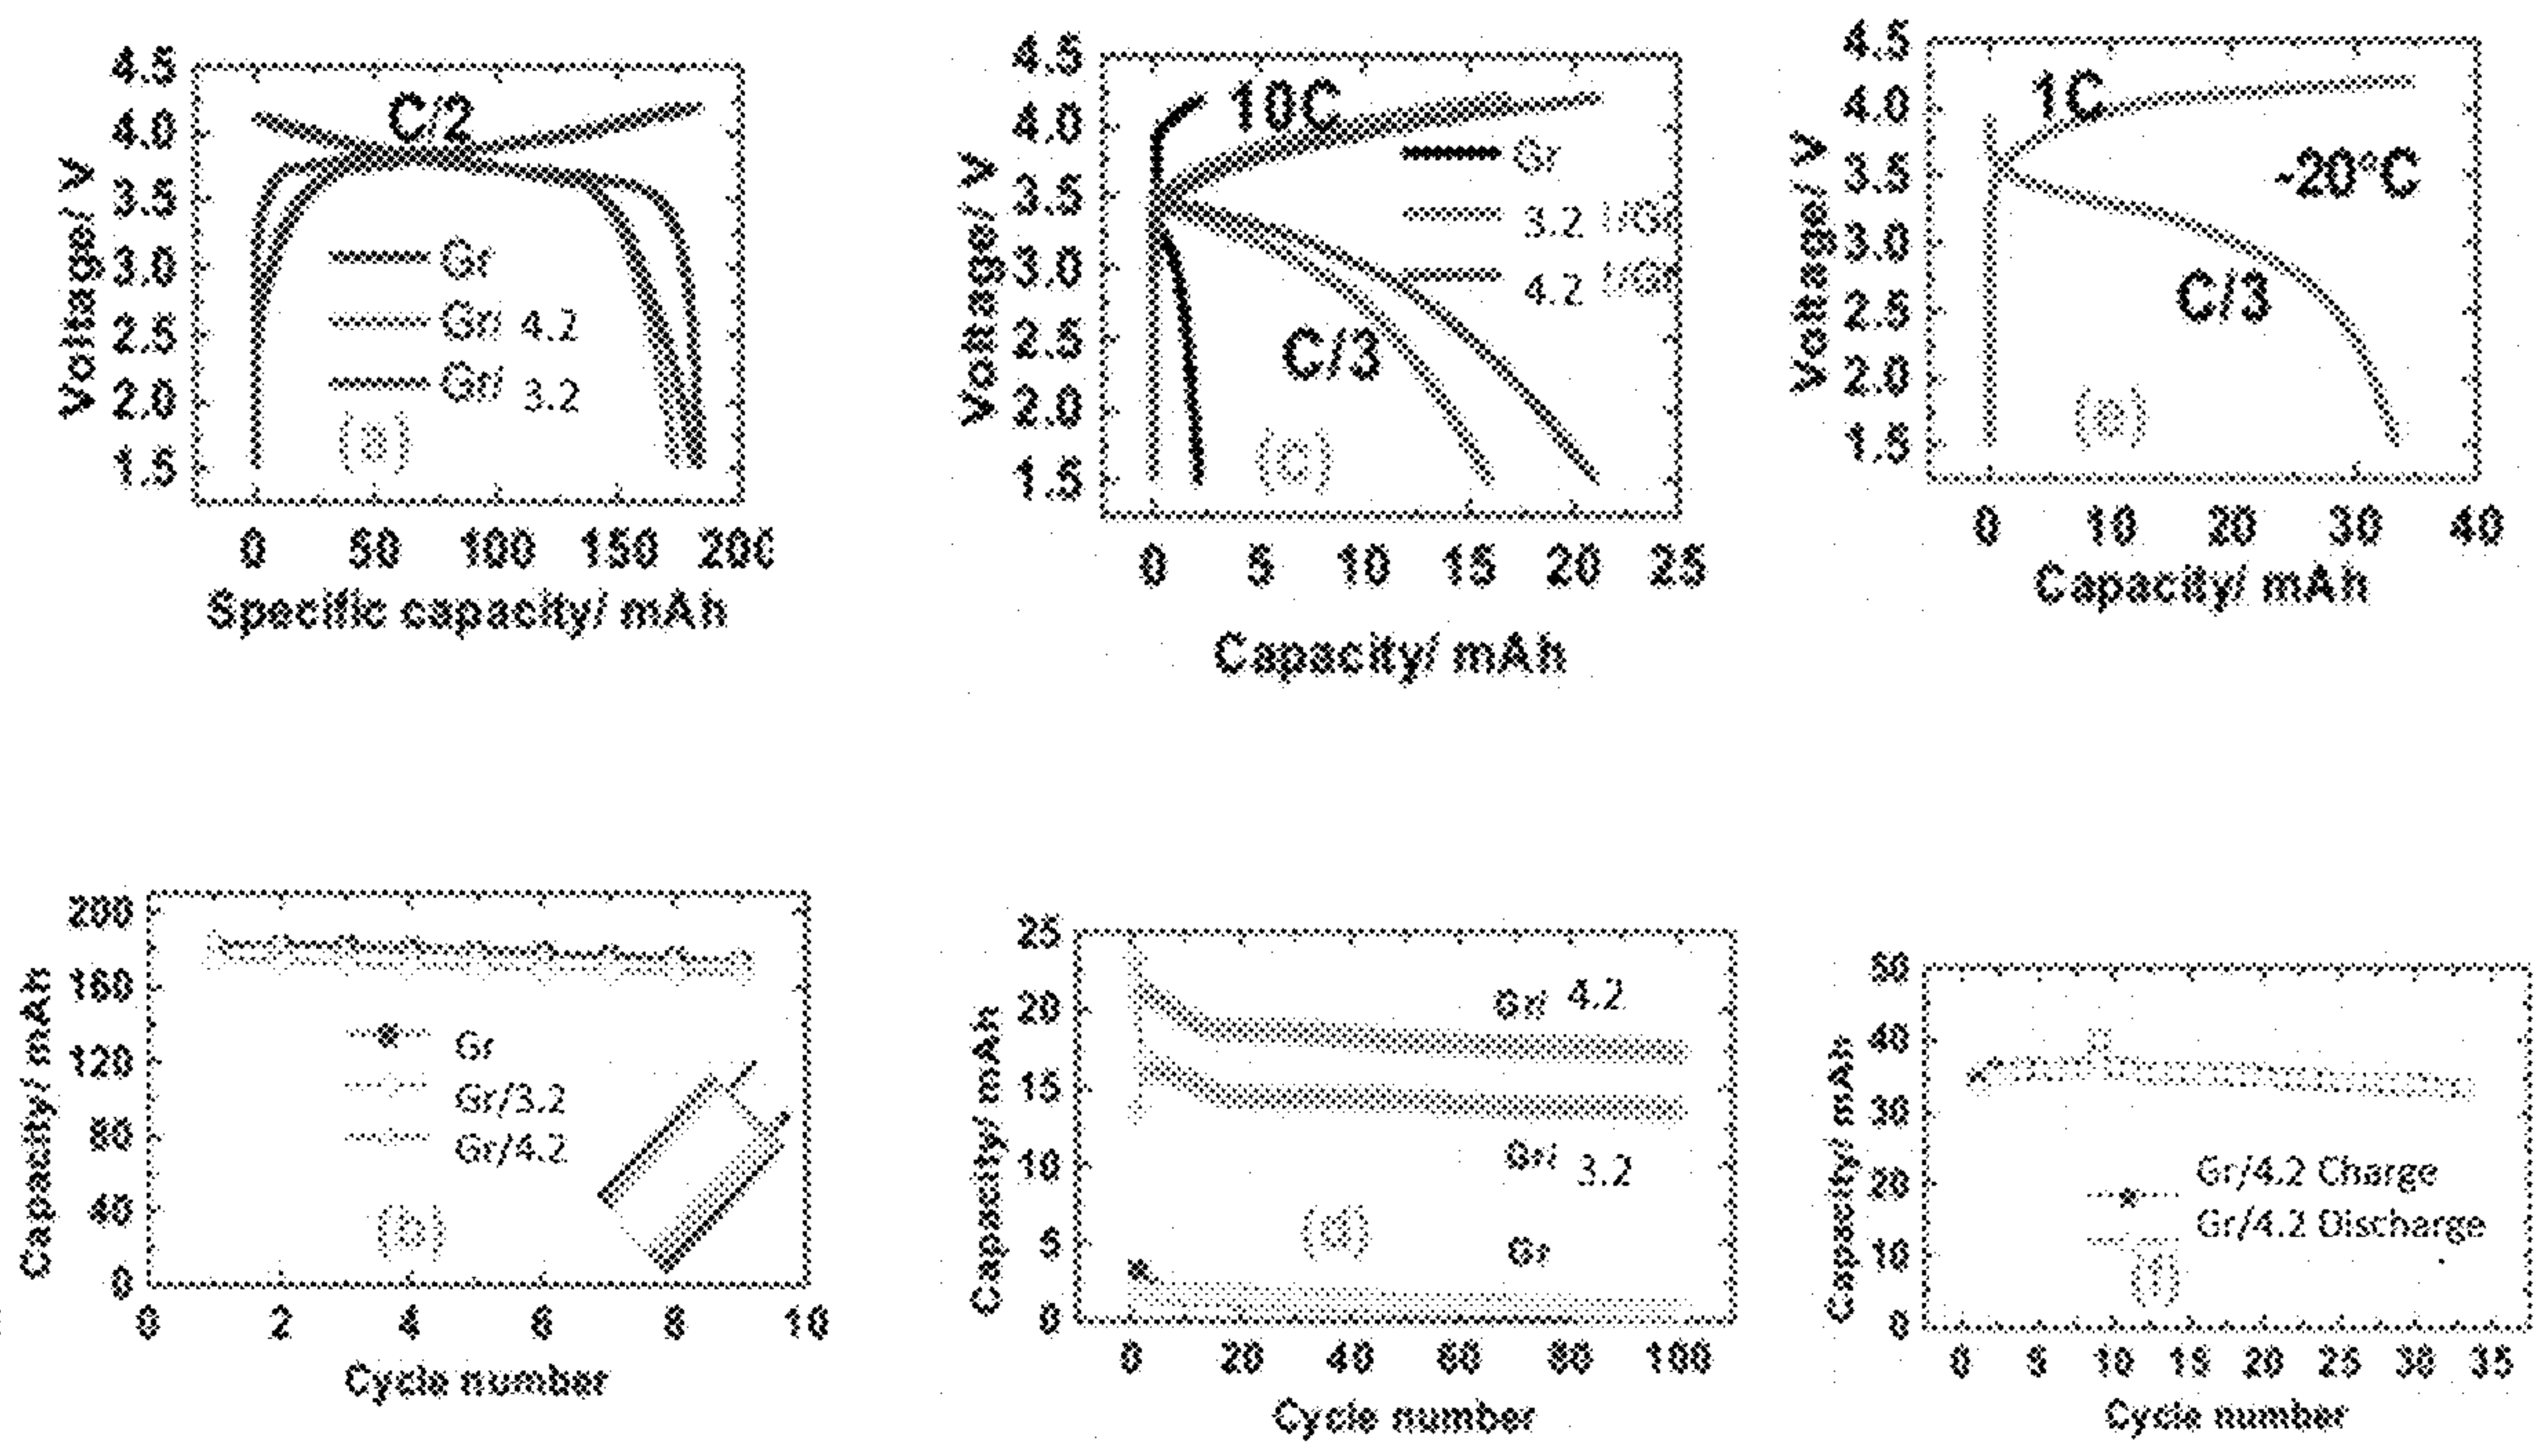 4.5
4.0
3.5
3.0
2.5
2.0
1.5
Voltage/ V
C/2
Gr
Gr/ 4.2
Gr/ 3.2
(a)
0 50 100 150 200
Specific capacity/ mAh
4.5
4.0
3.5
3.0
2.5
2.0
1.5
Voltage/ V
10C
Gr
3.2 /Gr
4.2 /Gr
C/3
(c)
0 5 10 15 20 25
Capacity/ mAh
4.5
4.0
3.5
3.0
2.5
2.0
1.5
Voltage/ V
1C
-20°C
C/3
(e)
0 10 20 30 40
Capacity/ mAh
200
160
120
80
40
0
Capacity/ mAh
Gr
Gr/3.2
Gr/4.2
(b)
0 2 4 6 8 10
Cycle number
25
20
15
10
5
0
Capacity/ mAh
Gr/ 4.2
Gr/ 3.2
(d)
Gr
0 20 40 60 80 100
Cycle number
50
40
30
20
10
0
Capacity/ mAh
Gr/4.2 Charge
Gr/4.2 Discharge
(f)
0 5 10 15 20 25 30 35
Cycle number